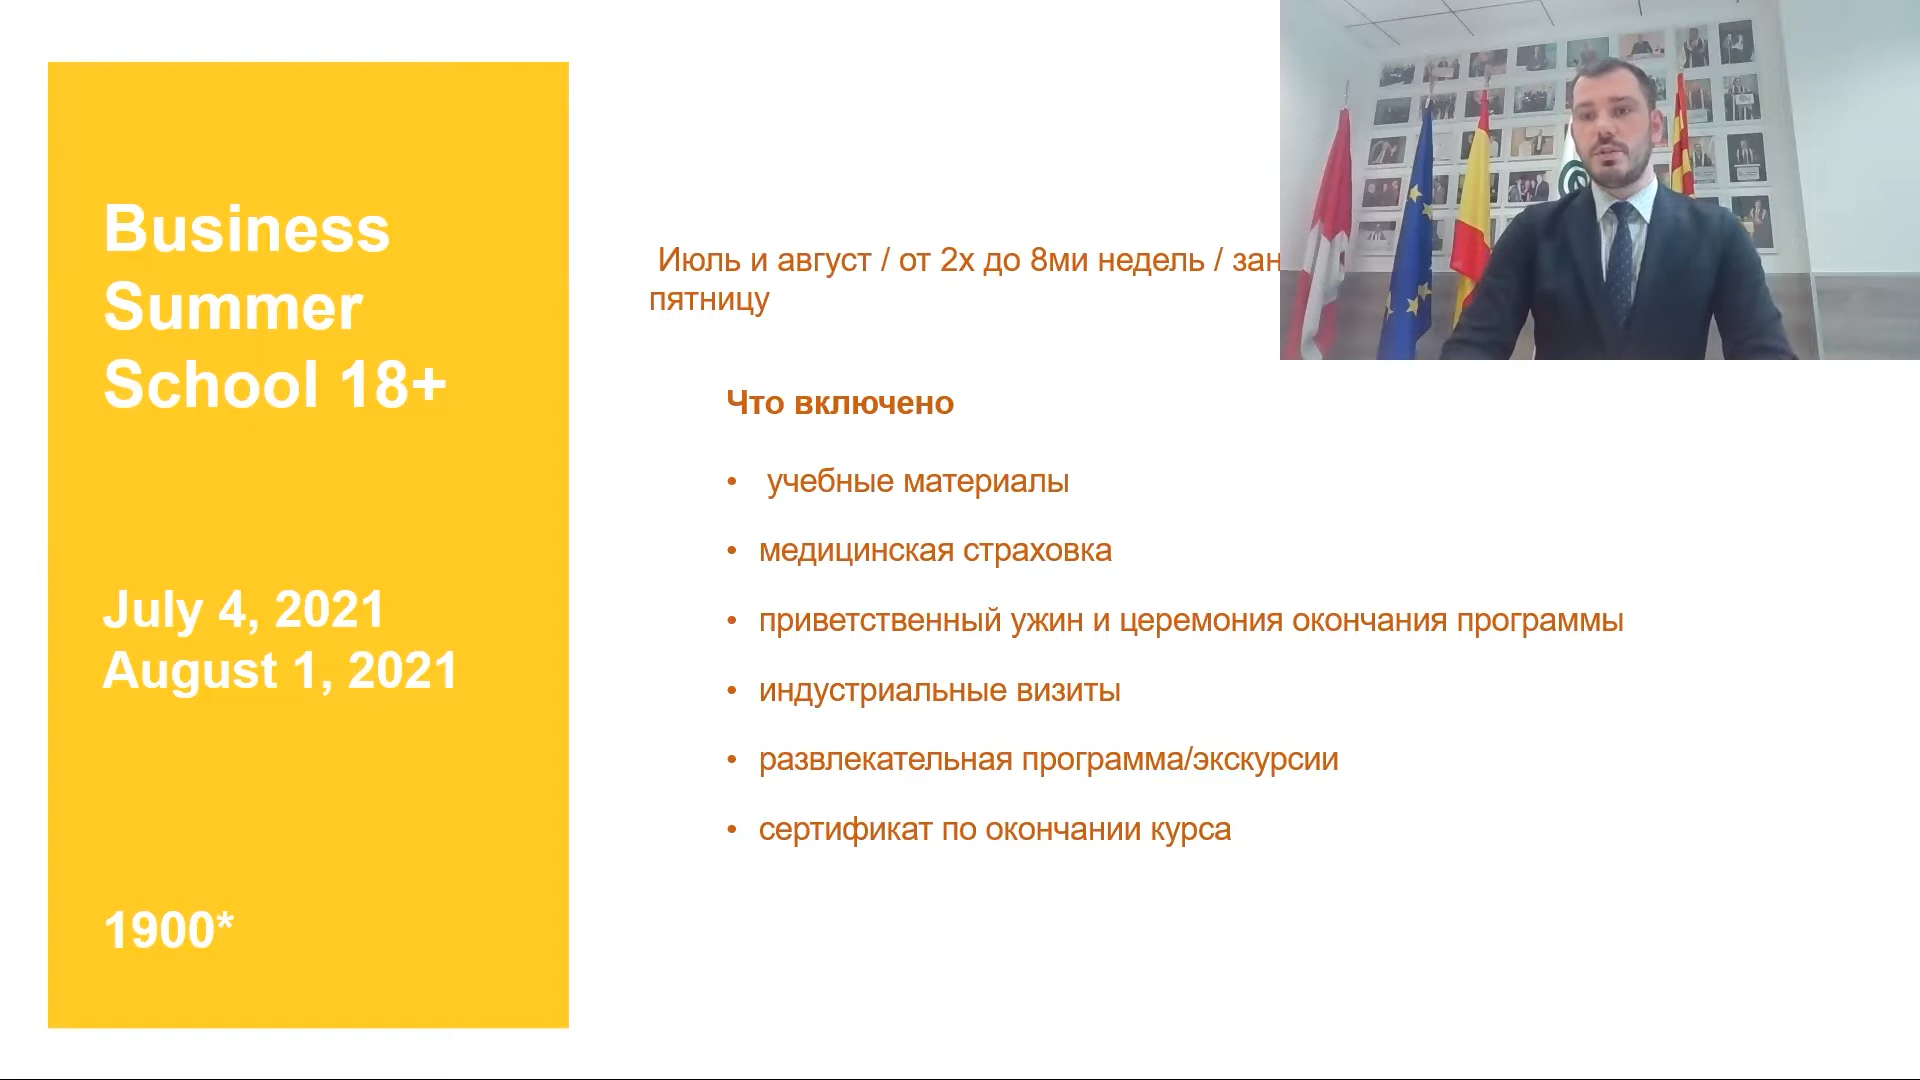 Business
Summer
School 18+
July 4, 2021
August 1, 2021
1900*
Июль и август / от 2х до 8ми недель /
пятницу
Что включено
• учебные материалы
• медицинская страховка
• приветственный ужин и церемония окончания программы
• индустриальные визиты
• развлекательная программа/экскурсии
• сертификат по окончании курса